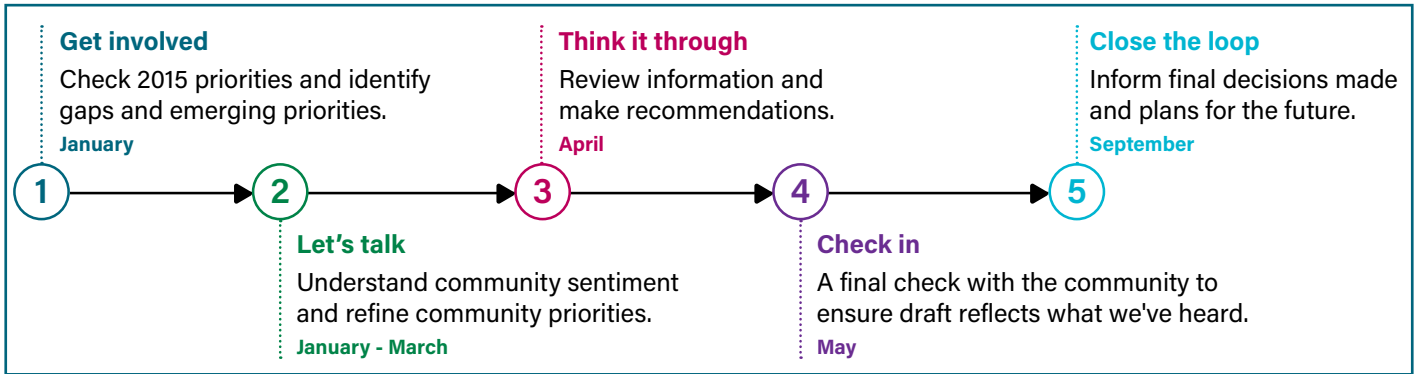 Get involved
Check 2015 priorities and identify
gaps and emerging priorities.
January
Think it through
Review information and
make recommendations.
April
Close the loop
Inform final decisions made
and plans for the future.
September
1
2
3
4
5
Let's talk
Understand community sentiment
and refine community priorities.
January - March
Check in
A final check with the community to
ensure draft reflects what we've heard.
May